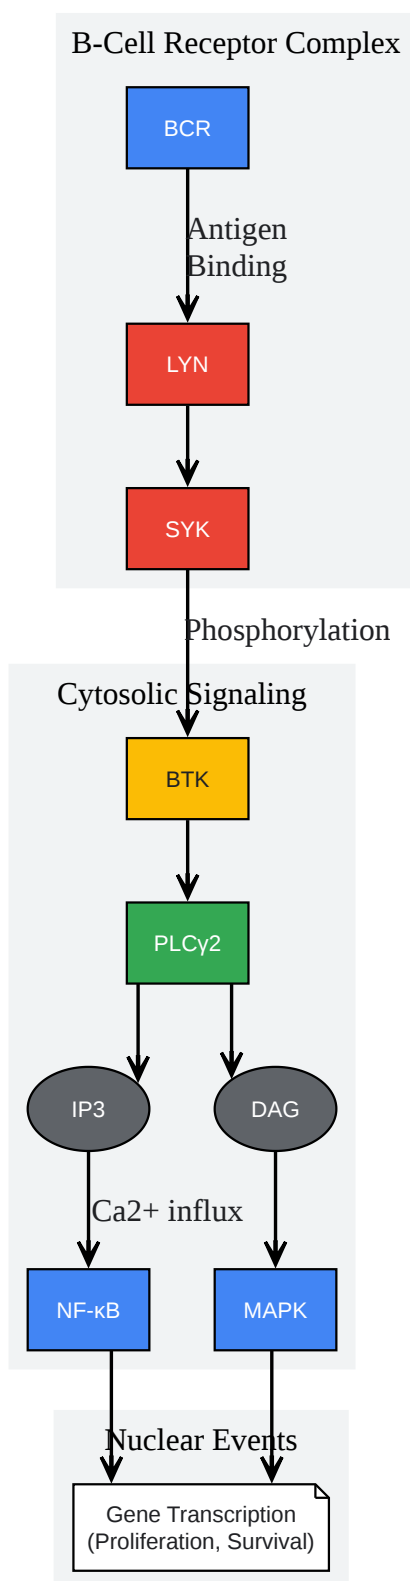 B-Cell Receptor Complex
BCR
Antigen
Binding
LYN
SYK
Phosphorylation
Cytosolic Signaling
BTK
PLCγ2
IP3
DAG
Ca2+ influx
NF-κB
MAPK
Nuclear Events
Gene Transcription
(Proliferation, Survival)